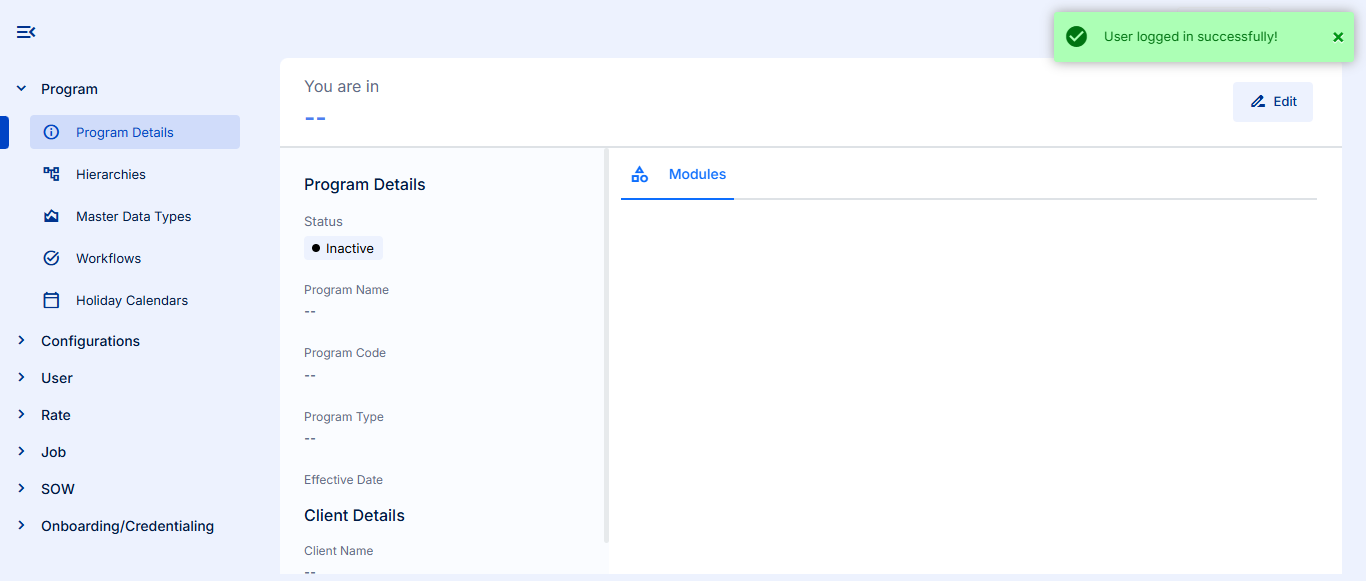 User logged in successfully!
You are in
--
Edit
Program
Program Details
Hierarchies
Master Data Types
Workflows
Holiday Calendars
Configurations
User
Rate
Job
SOW
Onboarding/Credentialing
Program Details
Status
Inactive
Program Name
--
Program Code
--
Program Type
--
Effective Date
Client Details
Client Name
--
Modules